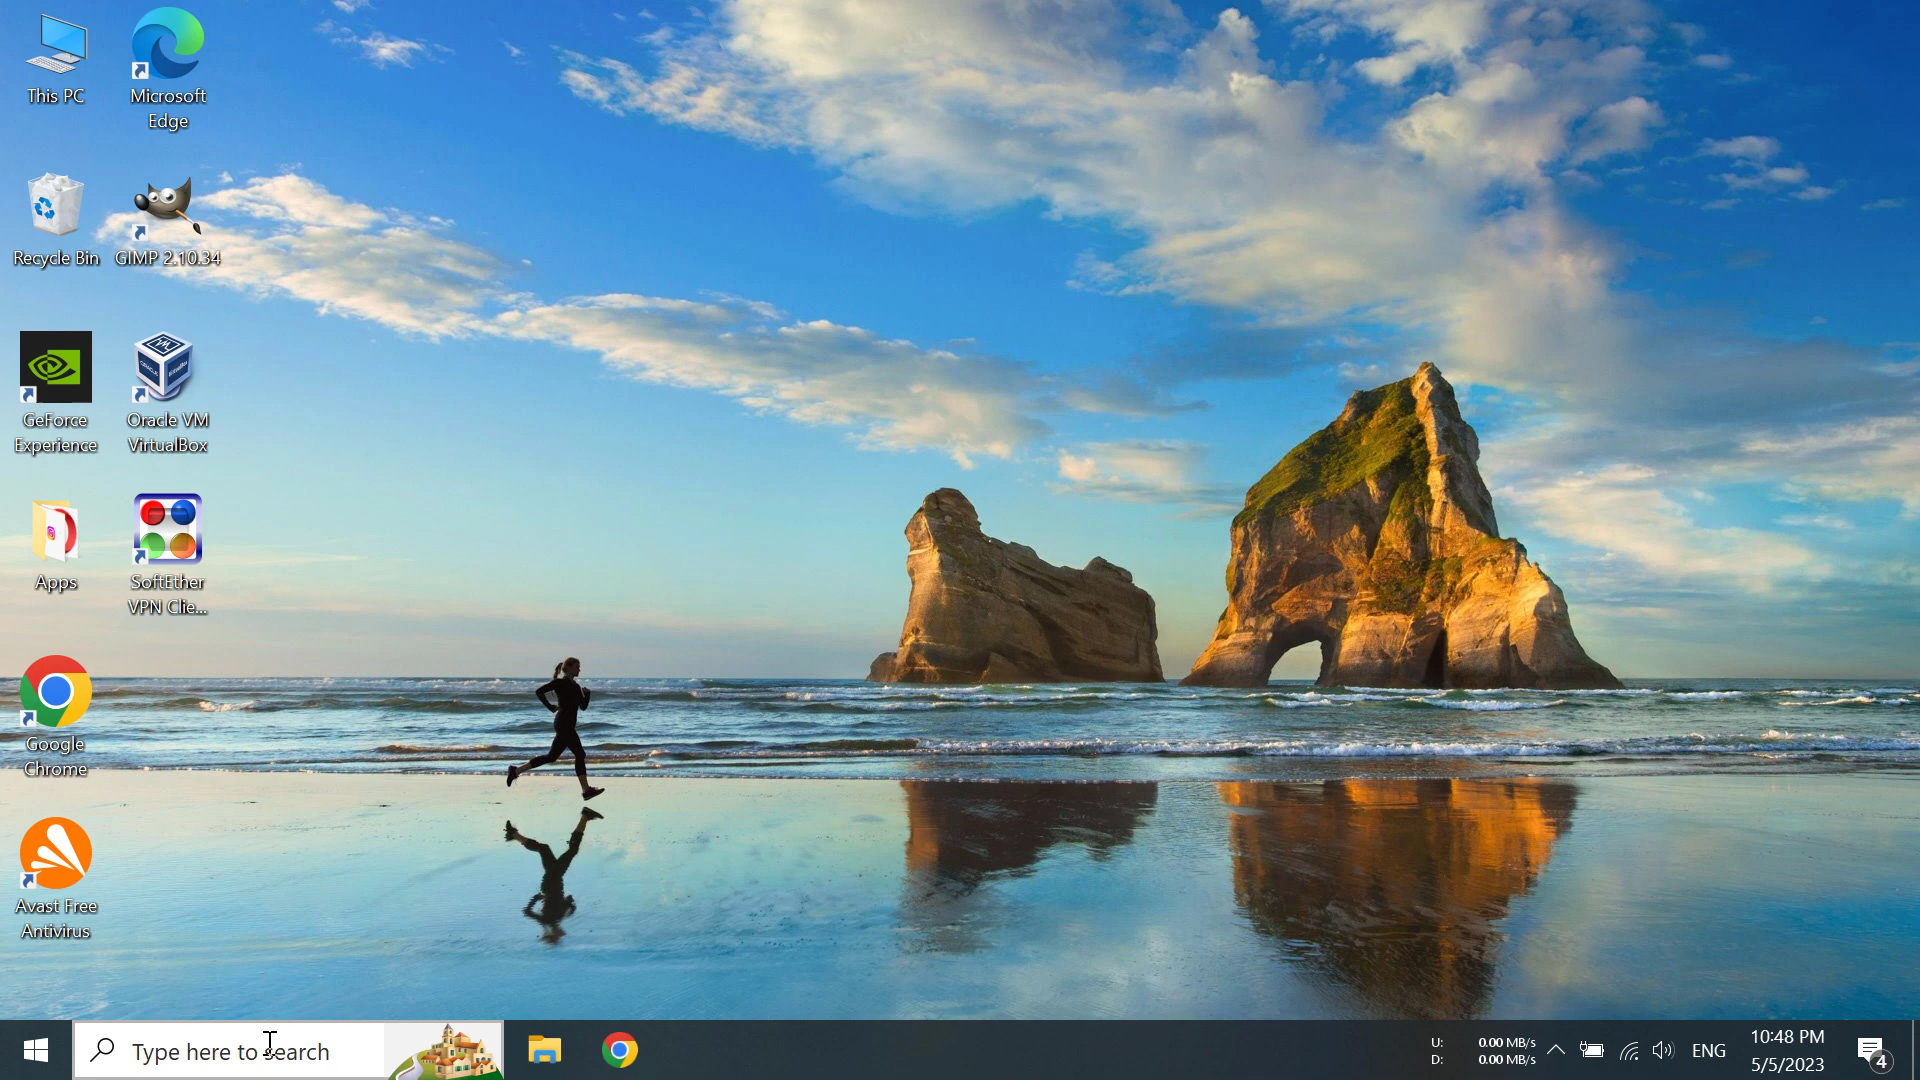 This PC
Microsoft
Edge
Recycle Bin
GIMP 2.10.34
GeForce
Experience
Oracle VM
VirtualBox
Apps
SoftEther
VPN Clie...
Google
Chrome
Avast Free
Antivirus
Type here to search
U: 0.00 MB/s
D: 0.00 MB/s
ENG
10:48 PM
5/5/2023
4